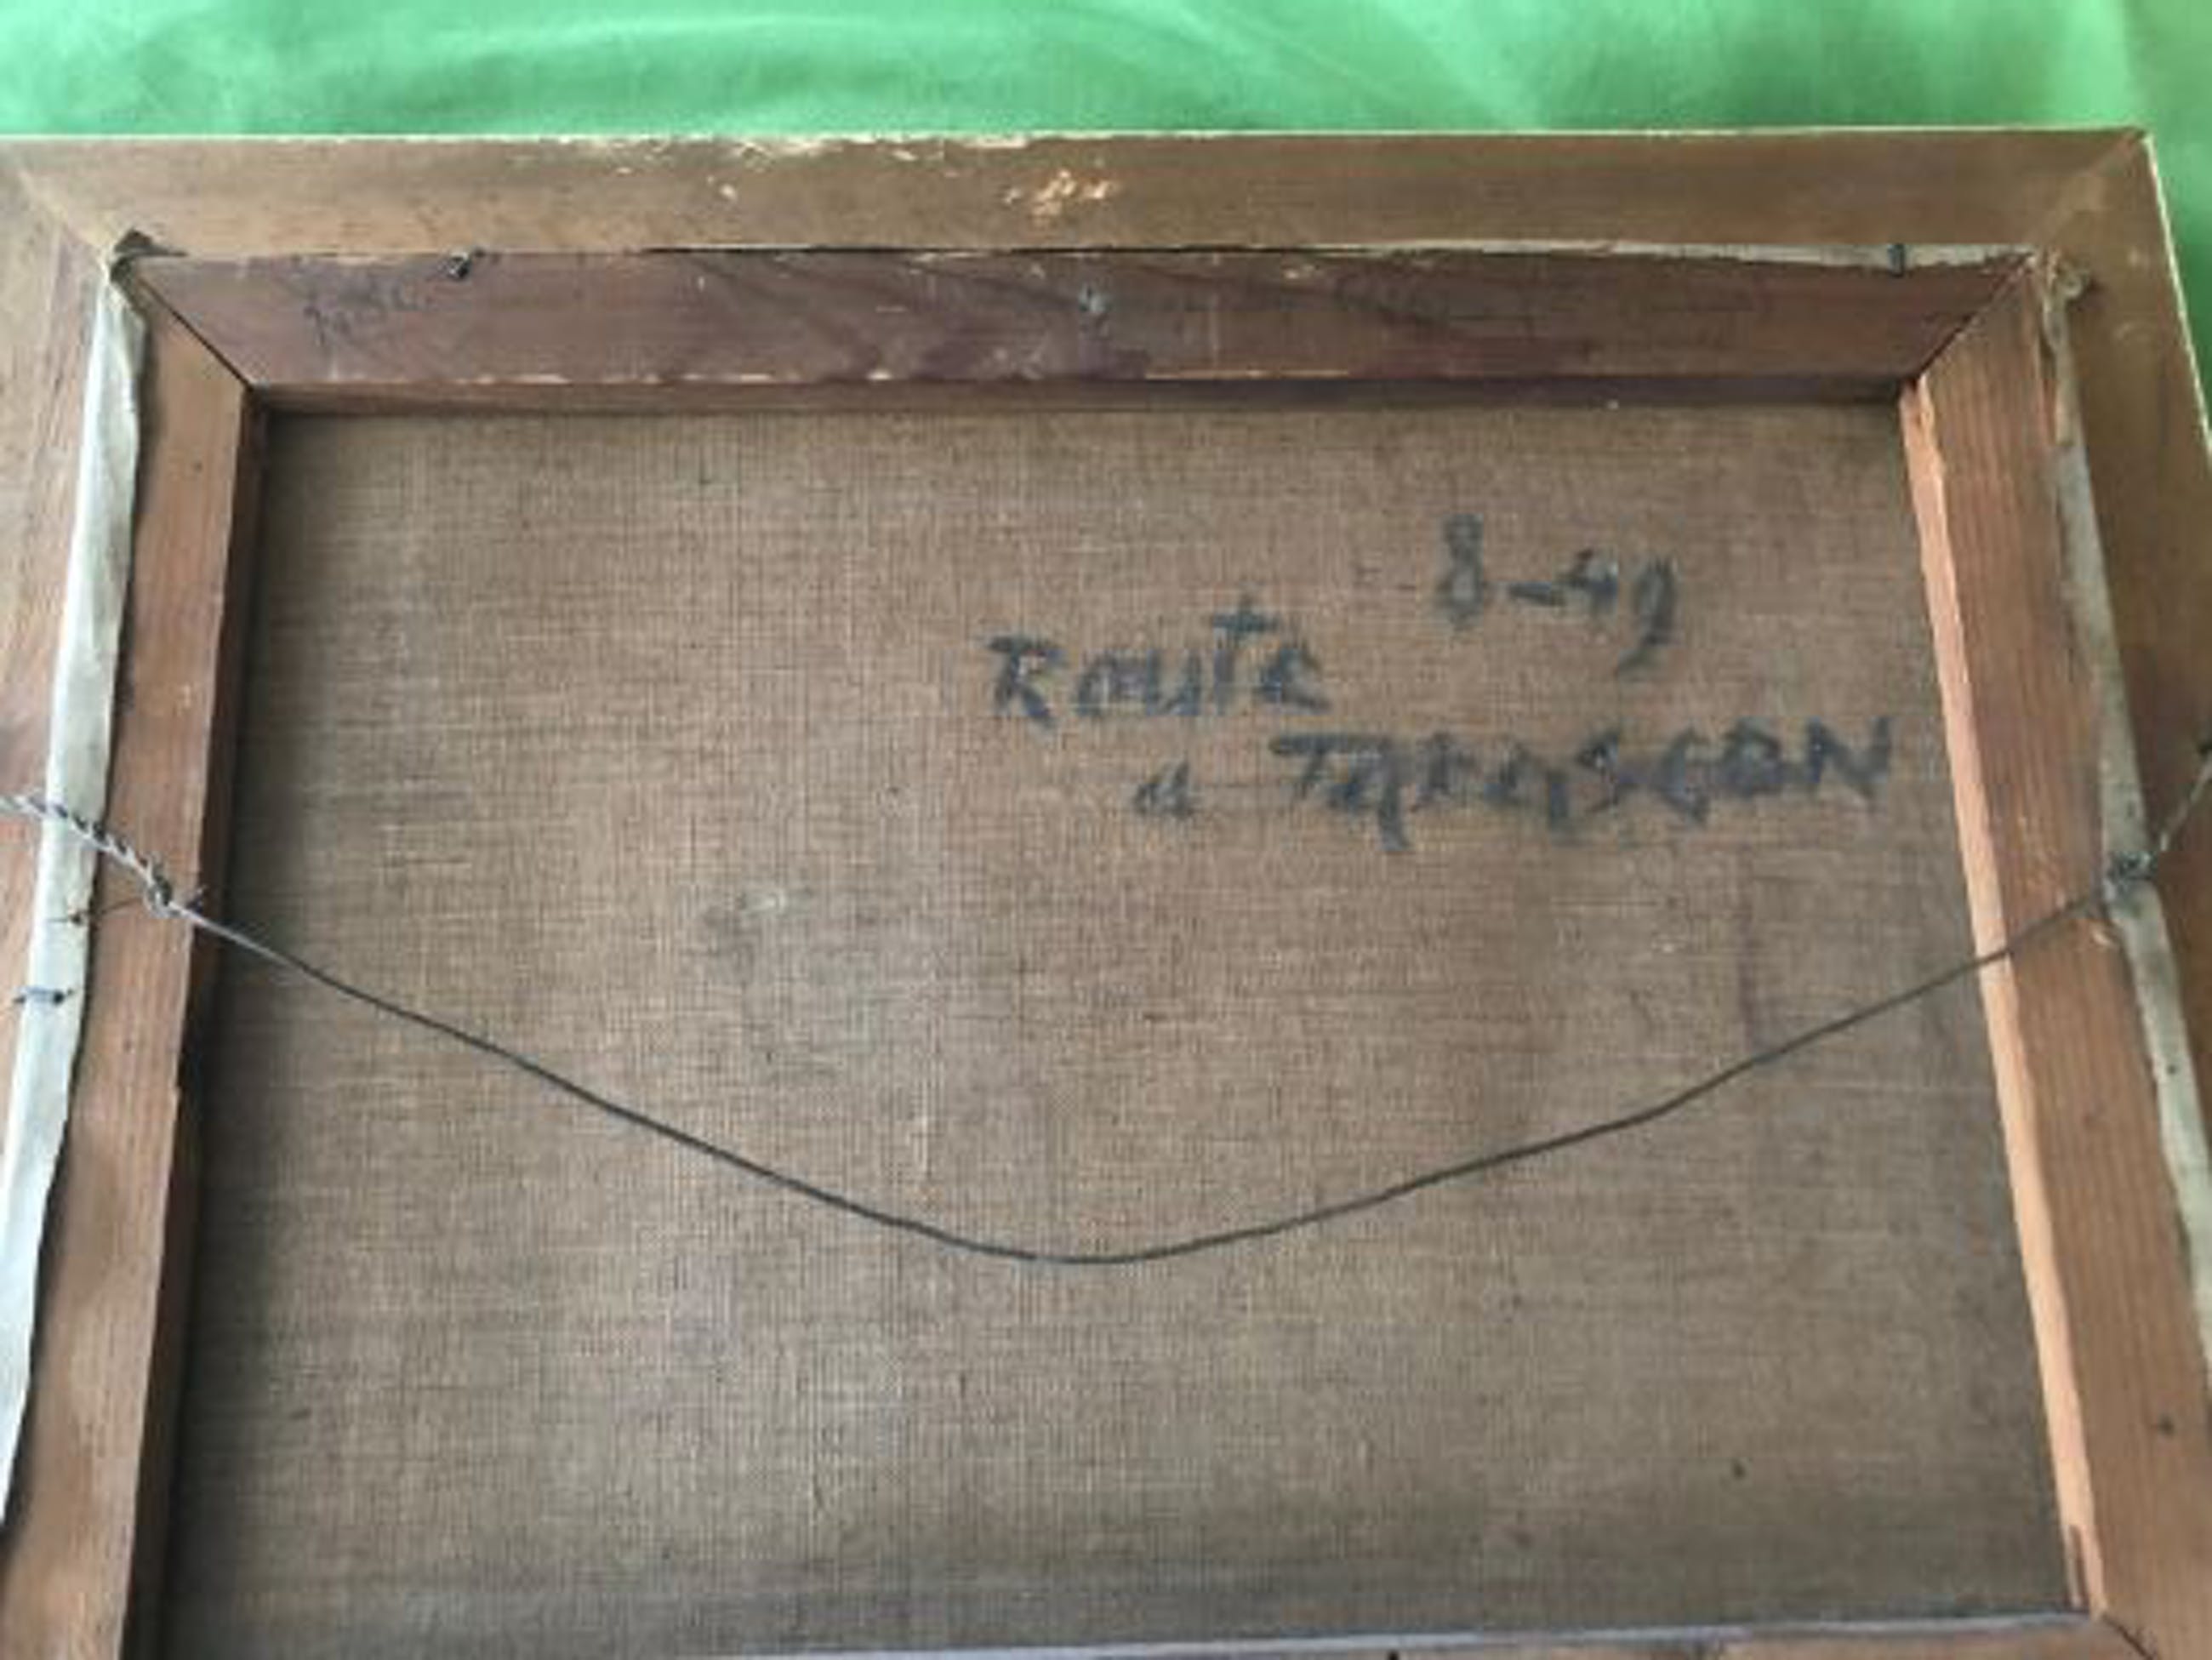 8-49
Route
a TARASCON